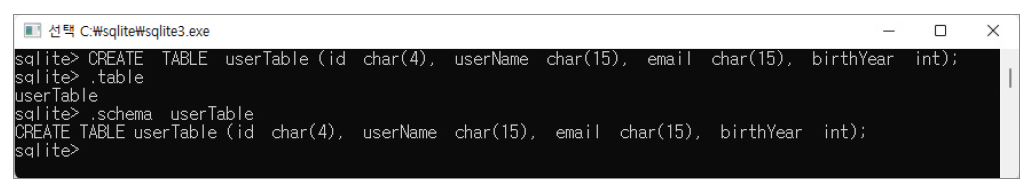 선택 C:₩sqlite₩sqlite3.exe
sqlite> CREATE TABLE userTable (id char(4), userName char(15), email char(15), birthYear int);
sqlite> .table
userTable
sqlite> .schema userTable
CREATE TABLE userTable (id char(4), userName char(15), email char(15), birthYear int);
sqlite>